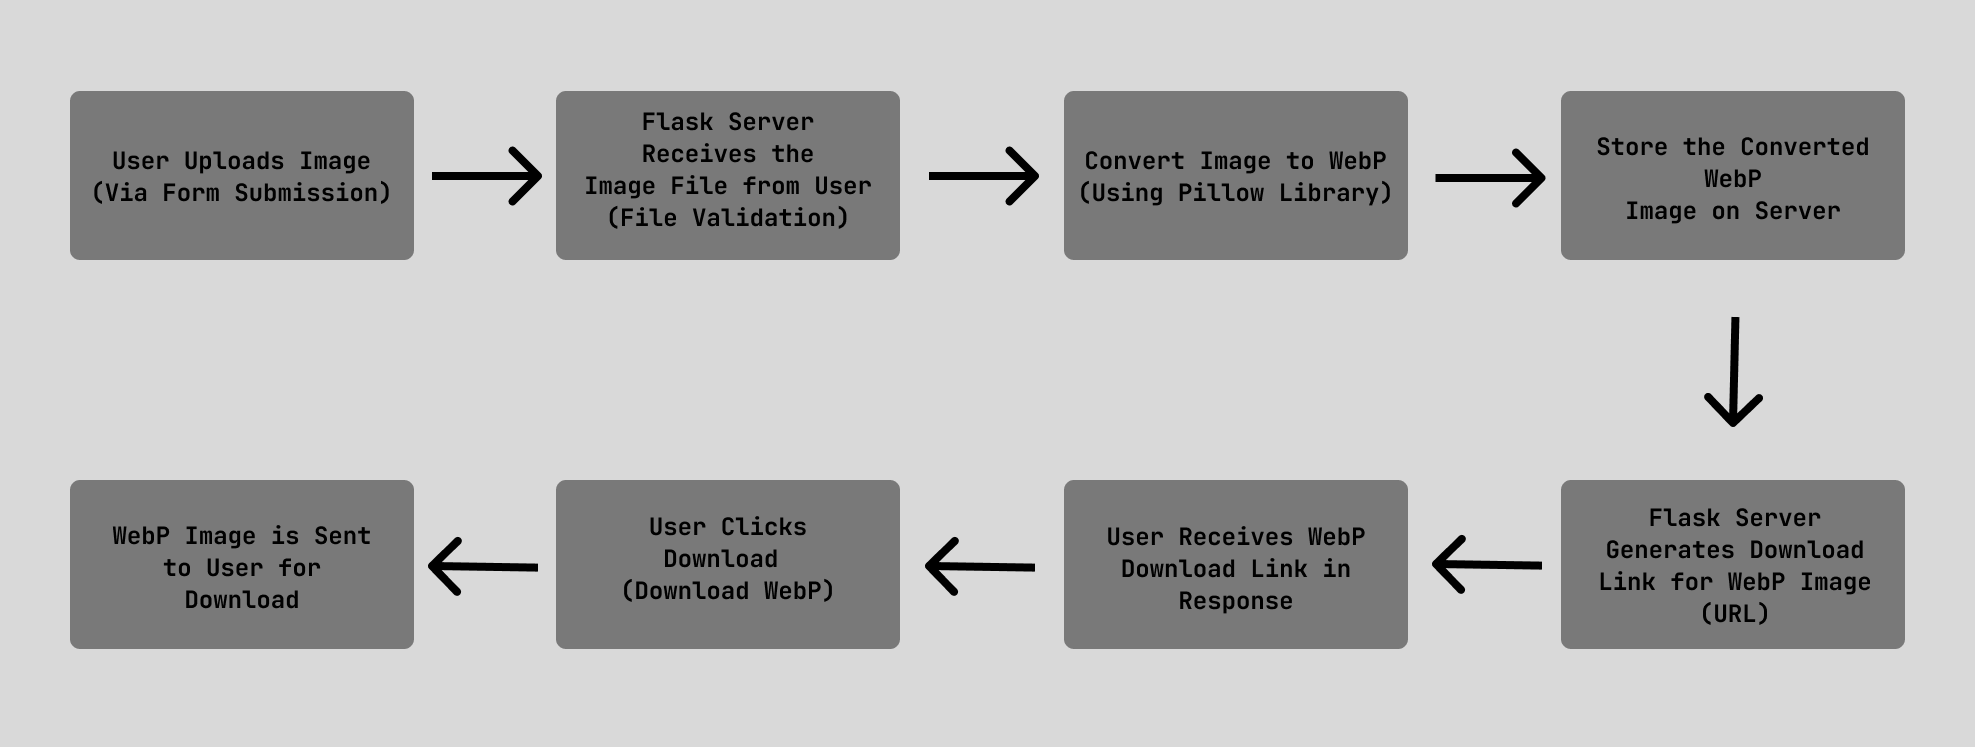 User Uploads Image
(Via Form Submission)
Flask Server
Receives the
Image File from User
(File Validation)
Convert Image to WebP
(Using Pillow Library)
Store the Converted
WebP
Image on Server
Flask Server
Generates Download
Link for WebP Image
(URL)
User Receives WebP
Download Link in
Response
User Clicks
Download
(Download WebP)
WebP Image is Sent
to User for
Download